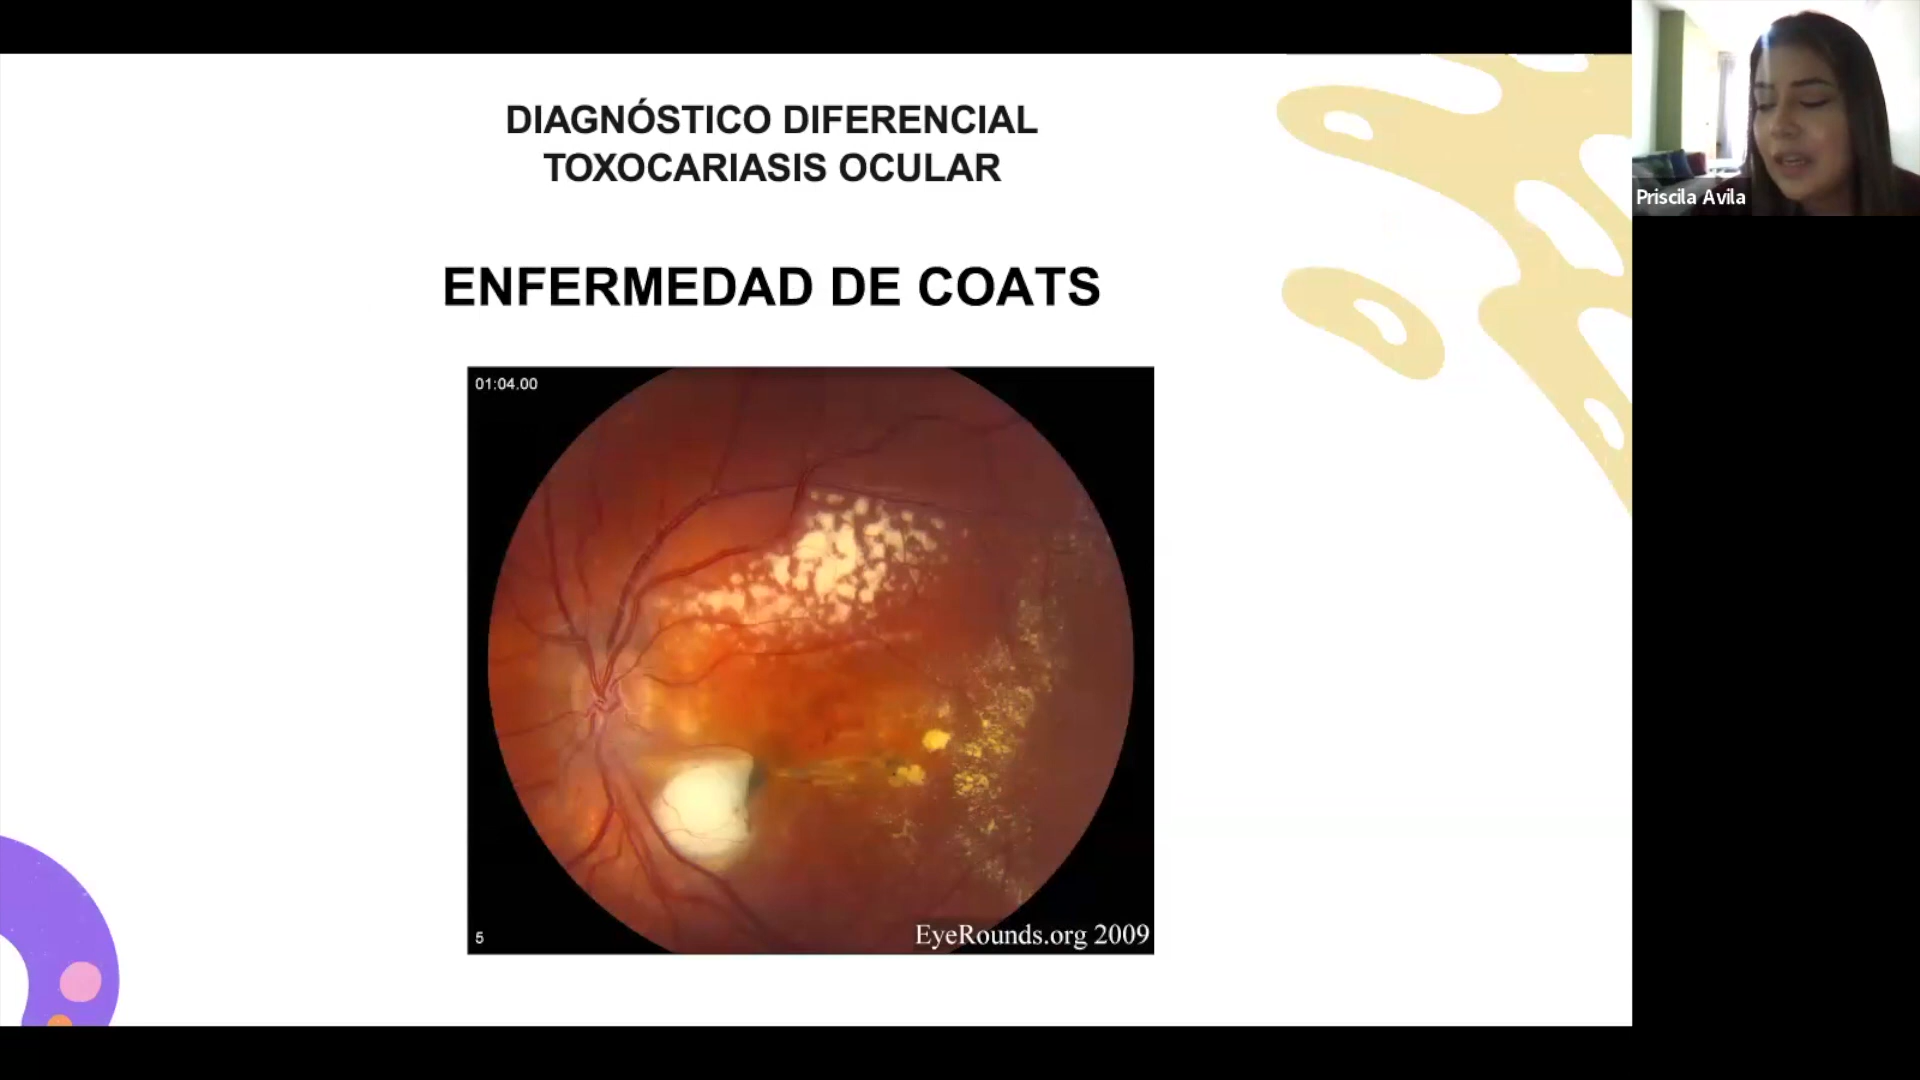 DIAGNÓSTICO DIFERENCIAL
TOXOCARIASIS OCULAR
ENFERMEDAD DE COATS
01:04.00
5
EyeRounds.org 2009
Priscila Avila